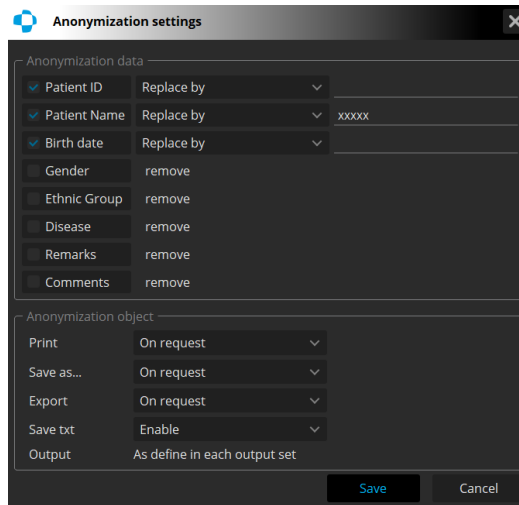 Anonymization settings
Anonymization data
Patient ID Replace by
Patient Name Replace by xxxxx
Birth date Replace by
Gender remove
Ethnic Group remove
Disease remove
Remarks remove
Comments remove
Anonymization object
Print On request
Save as... On request
Export On request
Save txt Enable
Output As define in each output set
Save Cancel